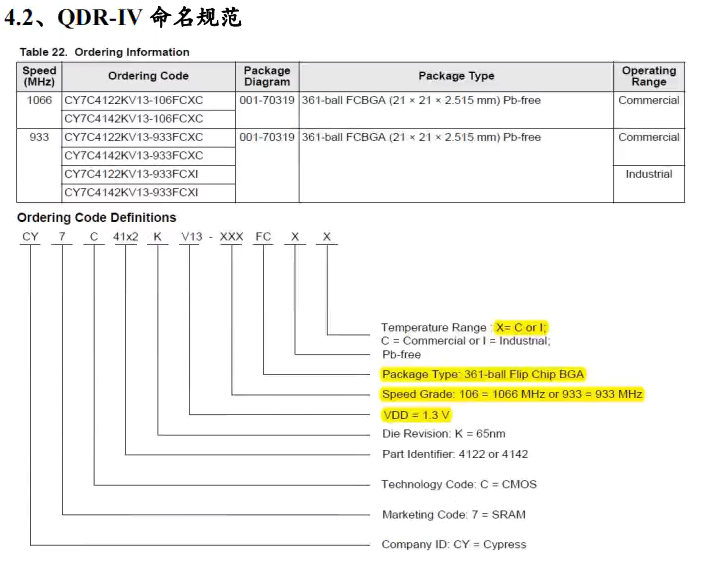 4.2、QDR-IV 命名规范
Table 22. Ordering Information
Speed (MHz) Ordering Code Package Diagram Package Type Operating Range
1066 CY7C4122KV13-106FCXC 001-70319 361-ball FCBGA (21 × 21 × 2.515 mm) Pb-free Commercial
CY7C4142KV13-106FCXC
933 CY7C4122KV13-933FCXC 001-70319 361-ball FCBGA (21 × 21 × 2.515 mm) Pb-free Commercial
CY7C4142KV13-933FCXC
CY7C4122KV13-933FCXI Industrial
CY7C4142KV13-933FCXI
Ordering Code Definitions
CY 7 C 41x2 K V13 - XXX FC X X
Temperature Range : X= C or I;
C = Commercial or I = Industrial;
Pb-free
Package Type: 361-ball Flip Chip BGA
Speed Grade: 106 = 1066 MHz or 933 = 933 MHz
VDD = 1.3 V
Die Revision: K = 65nm
Part Identifier: 4122 or 4142
Technology Code: C = CMOS
Marketing Code: 7 = SRAM
Company ID: CY = Cypress